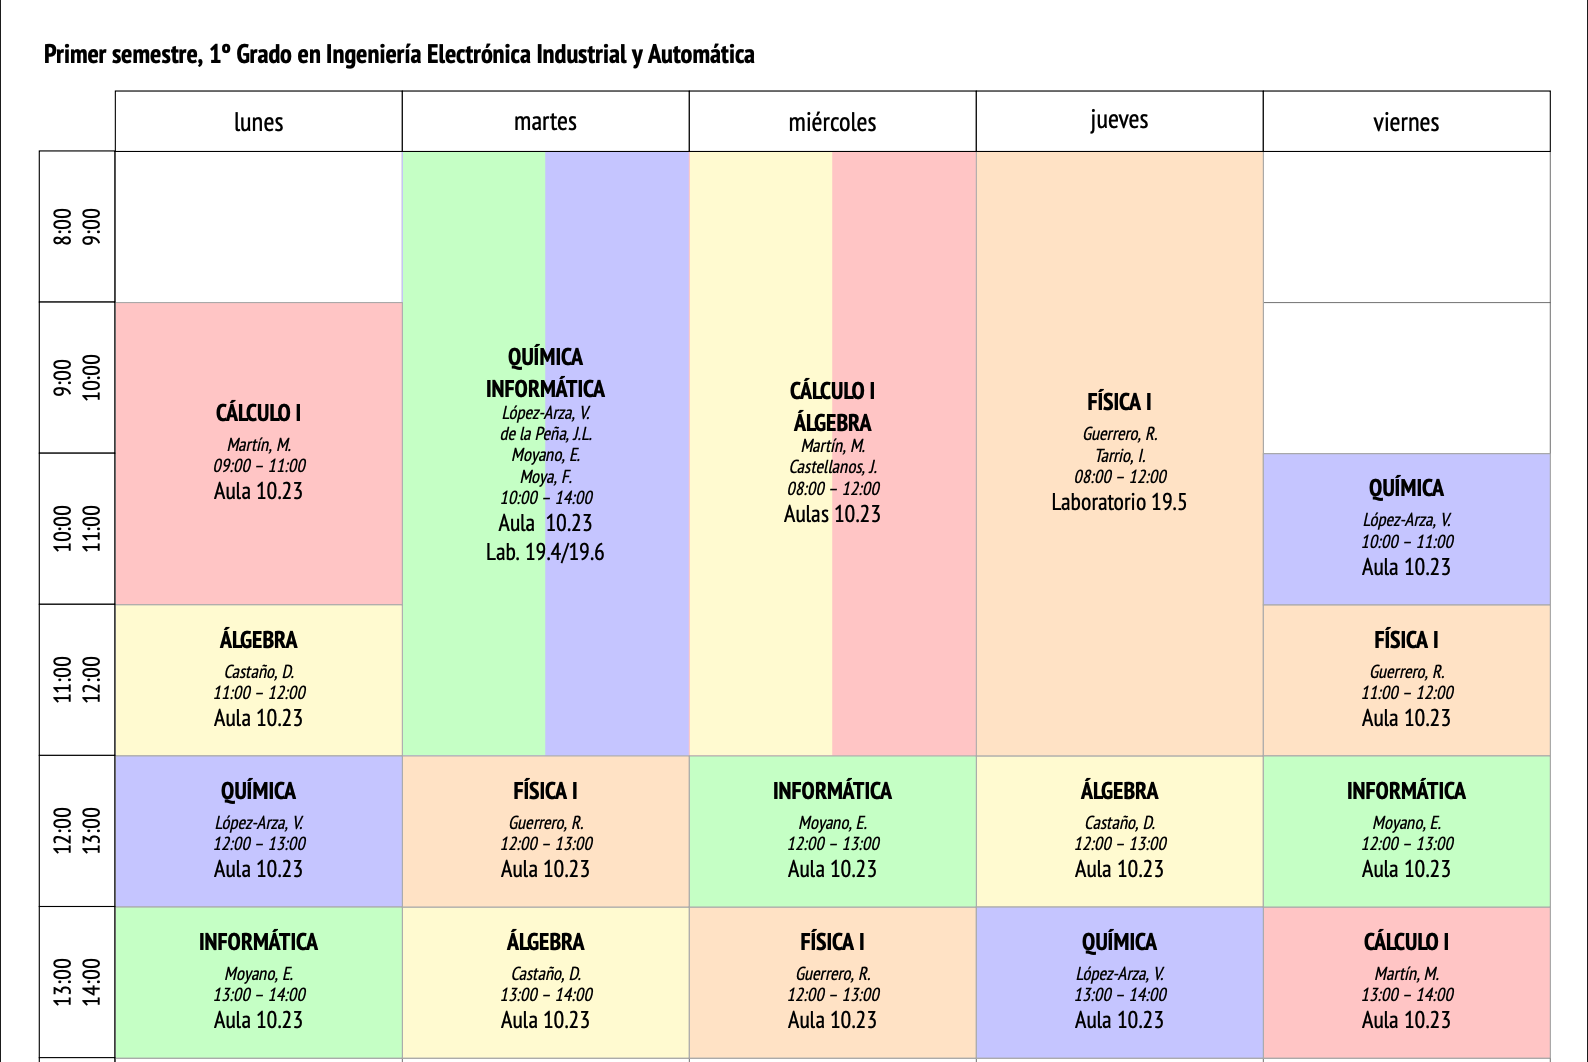 Primer semestre, 1º Grado en Ingeniería Electrónica Industrial y Automática
lunes
martes
miércoles
jueves
viernes
8:00
9:00
9:00
10:00
CÁLCULO I
Martín, M.
09:00 – 11:00
Aula 10.23
QUÍMICA
INFORMÁTICA
López-Arza, V.
de la Peña, J.L.
Moyano, E.
Moya, F.
10:00 – 14:00
Aula 10.23
Lab. 19.4/19.6
CÁLCULO I
ÁLGEBRA
Martín, M.
Castellanos, J.
08:00 – 12:00
Aulas 10.23
FÍSICA I
Guerrero, R.
Tarrio, I.
08:00 – 12:00
Laboratorio 19.5
10:00
11:00
QUÍMICA
López-Arza, V.
10:00 – 11:00
Aula 10.23
11:00
12:00
ÁLGEBRA
Castaño, D.
11:00 – 12:00
Aula 10.23
FÍSICA I
Guerrero, R.
11:00 – 12:00
Aula 10.23
12:00
13:00
QUÍMICA
López-Arza, V.
12:00 – 13:00
Aula 10.23
FÍSICA I
Guerrero, R.
12:00 – 13:00
Aula 10.23
INFORMÁTICA
Moyano, E.
12:00 – 13:00
Aula 10.23
ÁLGEBRA
Castaño, D.
12:00 – 13:00
Aula 10.23
INFORMÁTICA
Moyano, E.
12:00 – 13:00
Aula 10.23
13:00
14:00
INFORMÁTICA
Moyano, E.
13:00 – 14:00
Aula 10.23
ÁLGEBRA
Castaño, D.
13:00 – 14:00
Aula 10.23
FÍSICA I
Guerrero, R.
12:00 – 13:00
Aula 10.23
QUÍMICA
López-Arza, V.
13:00 – 14:00
Aula 10.23
CÁLCULO I
Martín, M.
13:00 – 14:00
Aula 10.23